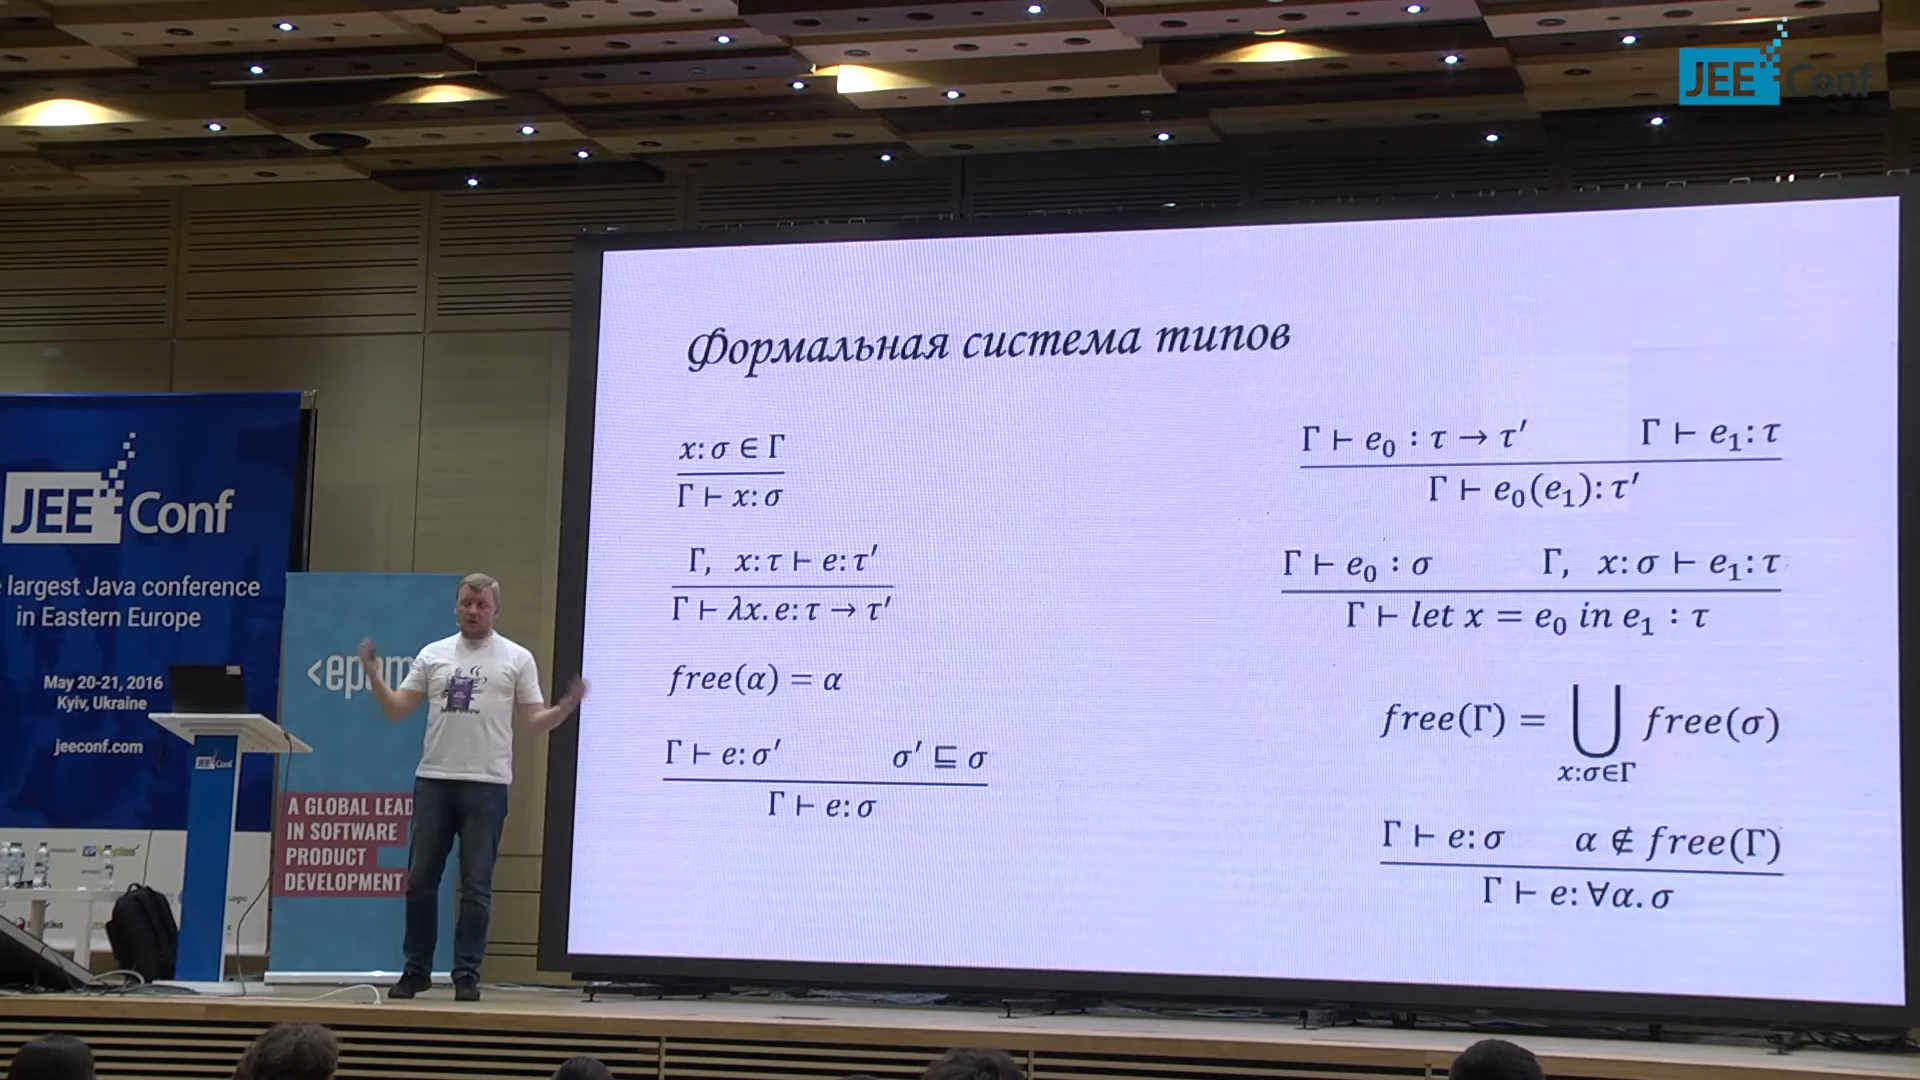 JEE Conf
JEE Conf
largest Java conference
in Eastern Europe
May 20-21, 2016
Kyiv, Ukraine
jeeconf.com
JEE Conf
<epam
A GLOBAL LEAD
IN SOFTWARE
PRODUCT
DEVELOPMENT
Формальная система типов
x: σ ∈ Γ
Γ ⊢ x: σ
Γ, x: τ ⊢ e: τ′
Γ ⊢ λx. e: τ → τ′
free(α) = α
Γ ⊢ e: σ′ σ′ ⊑ σ
Γ ⊢ e: σ
Γ ⊢ e₀ : τ → τ′ Γ ⊢ e₁: τ
Γ ⊢ e₀(e₁): τ′
Γ ⊢ e₀ : σ Γ, x: σ ⊢ e₁: τ
Γ ⊢ let x = e₀ in e₁ : τ
free(Γ) = ⋃ free(σ)
x:σ∈Γ
Γ ⊢ e: σ α ∉ free(Γ)
Γ ⊢ e: ∀α. σ